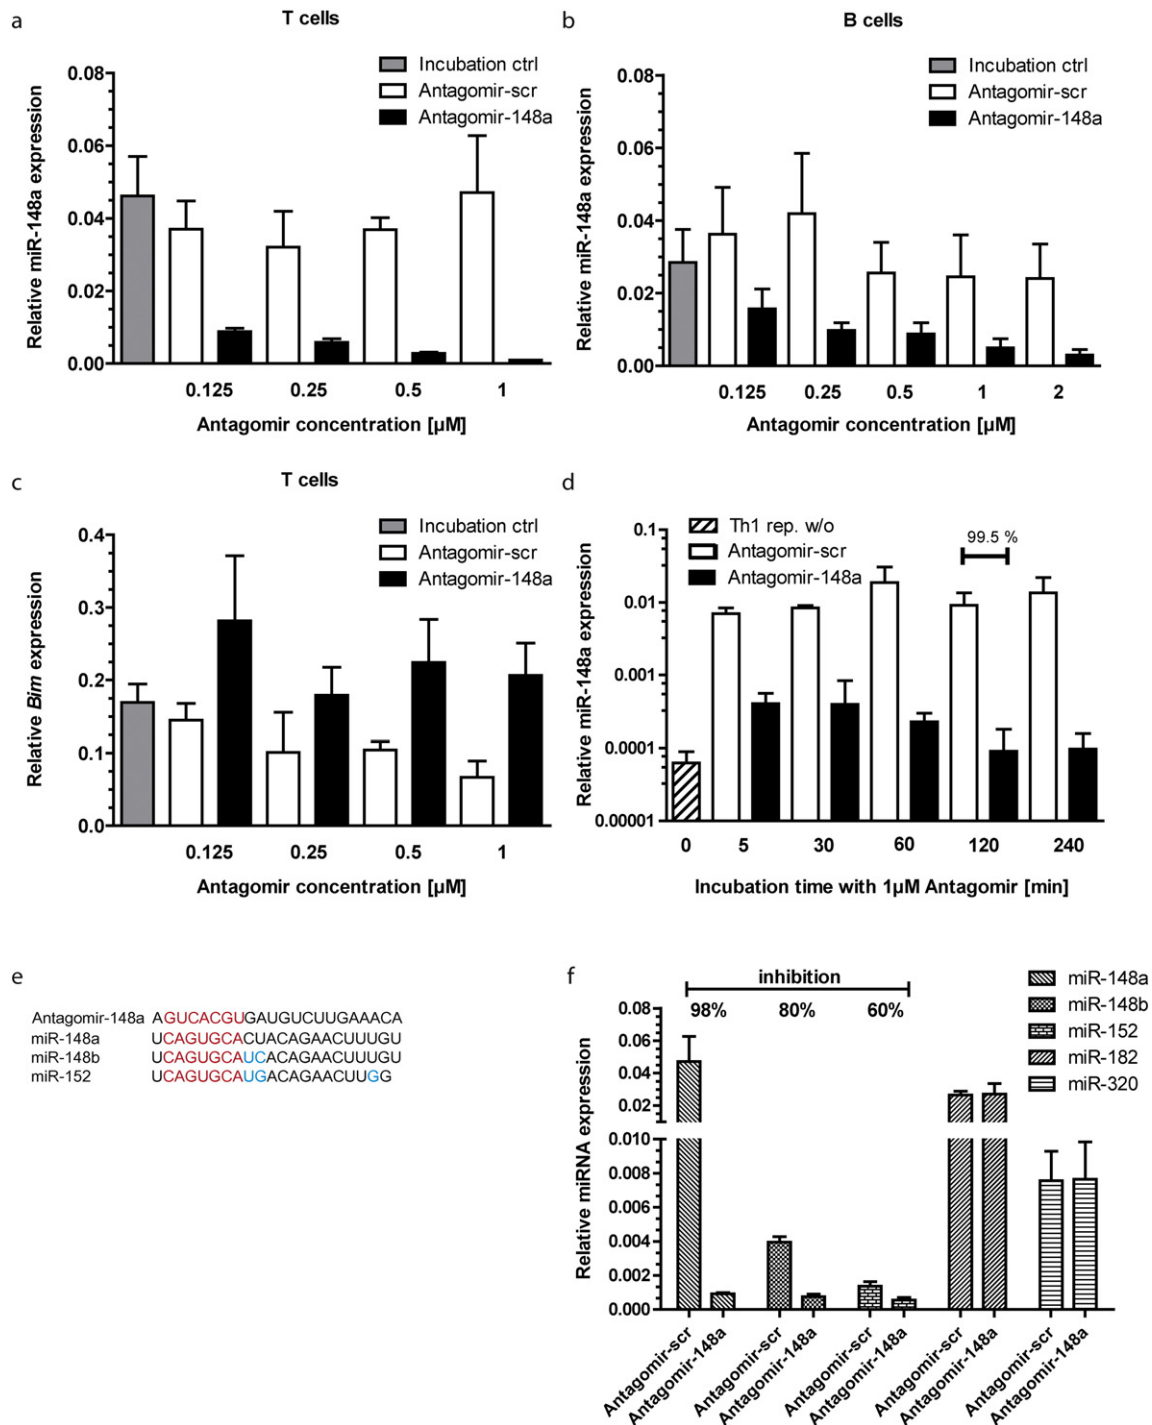 a
T cells
Incubation ctrl
Antagomir-scr
Antagomir-148a
0.08
0.06
0.04
0.02
0.00
Relative miR-148a expression
0.125 0.25 0.5 1
Antagomir concentration [µM]
b
B cells
Incubation ctrl
Antagomir-scr
Antagomir-148a
0.08
0.06
0.04
0.02
0.00
Relative miR-148a expression
0.125 0.25 0.5 1 2
Antagomir concentration [µM]
c
T cells
Incubation ctrl
Antagomir-scr
Antagomir-148a
0.4
0.3
0.2
0.1
0.0
Relative Bim expression
0.125 0.25 0.5 1
Antagomir concentration [µM]
d
Th1 rep. w/o
Antagomir-scr
Antagomir-148a
99.5 %
0.1
0.01
0.001
0.0001
0.00001
Relative miR-148a expression
0 5 30 60 120 240
Incubation time with 1µM Antagomir [min]
e
Antagomir-148a AGUCACGUGAUGUCUUGAAACA
miR-148a UCAGUGCACUACAGAACUUUGU
miR-148b UCAGUGCAUCACAGAACUUUGU
miR-152 UCAGUGCAUGACAGAACUUGG
f
inhibition
98% 80% 60%
miR-148a
miR-148b
miR-152
miR-182
miR-320
0.08
0.06
0.04
0.02
0.010
0.008
0.006
0.004
0.002
0.000
Relative miRNA expression
Antagomir-scr
Antagomir-148a
Antagomir-scr
Antagomir-148a
Antagomir-scr
Antagomir-148a
Antagomir-scr
Antagomir-148a
Antagomir-scr
Antagomir-148a